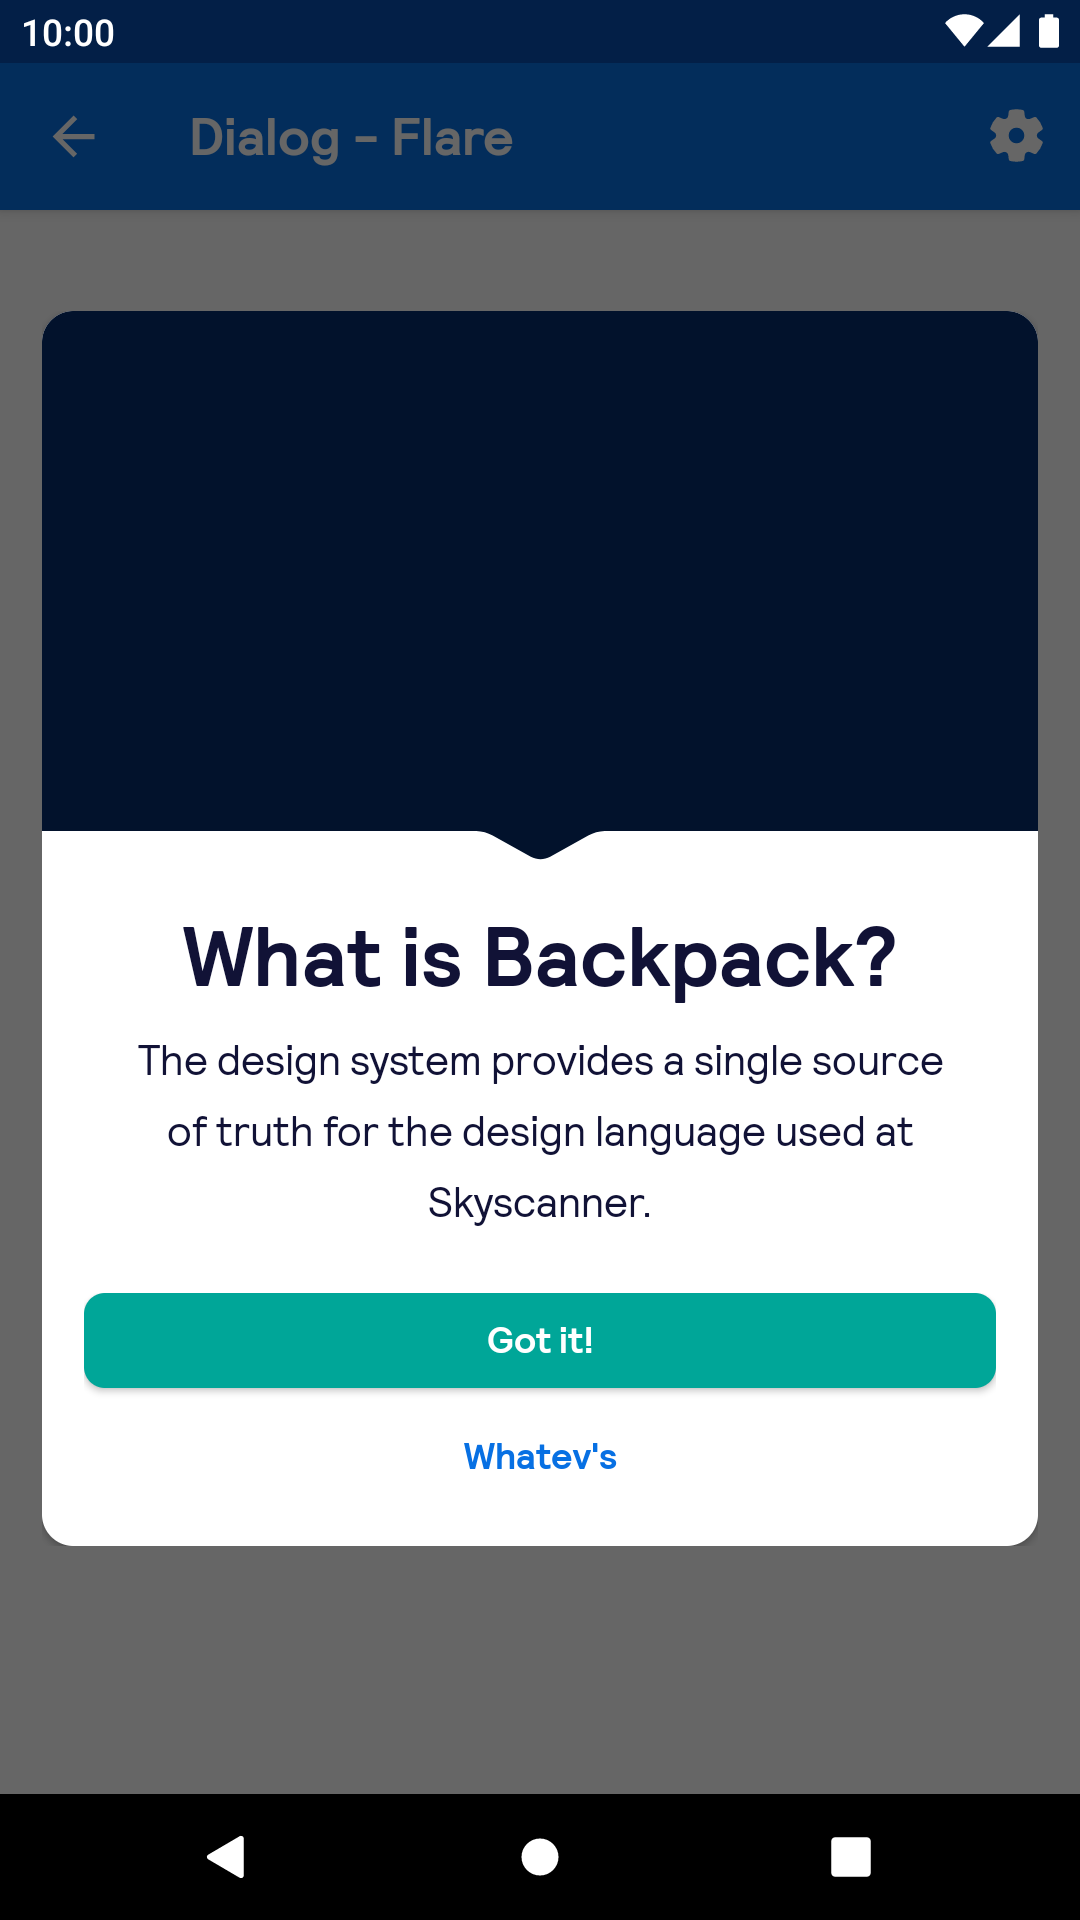 10:00
Dialog - Flare
What is Backpack?
The design system provides a single source
of truth for the design language used at
Skyscanner.
Got it!
Whatev's